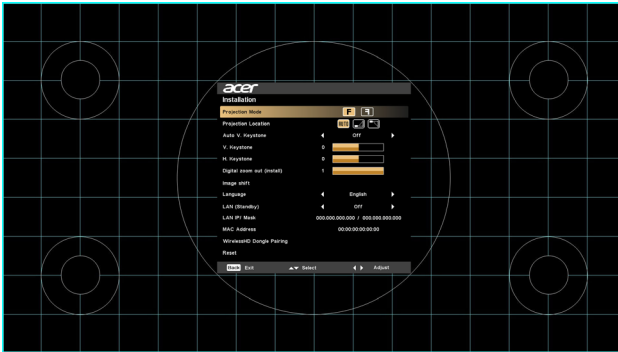 acer
Installation
Projection Mode F F
Projection Location AUTO
Auto V. Keystone Off
V. Keystone 0
H. Keystone 0
Digital zoom out (install) 1
Image shift
Language English
LAN (Standby) Off
LAN IP/ Mask 000.000.000.000 / 000.000.000.000
MAC Address 00:00:00:00:00:00
WirelessHD Dongle Pairing
Reset
Back Exit Select Adjust